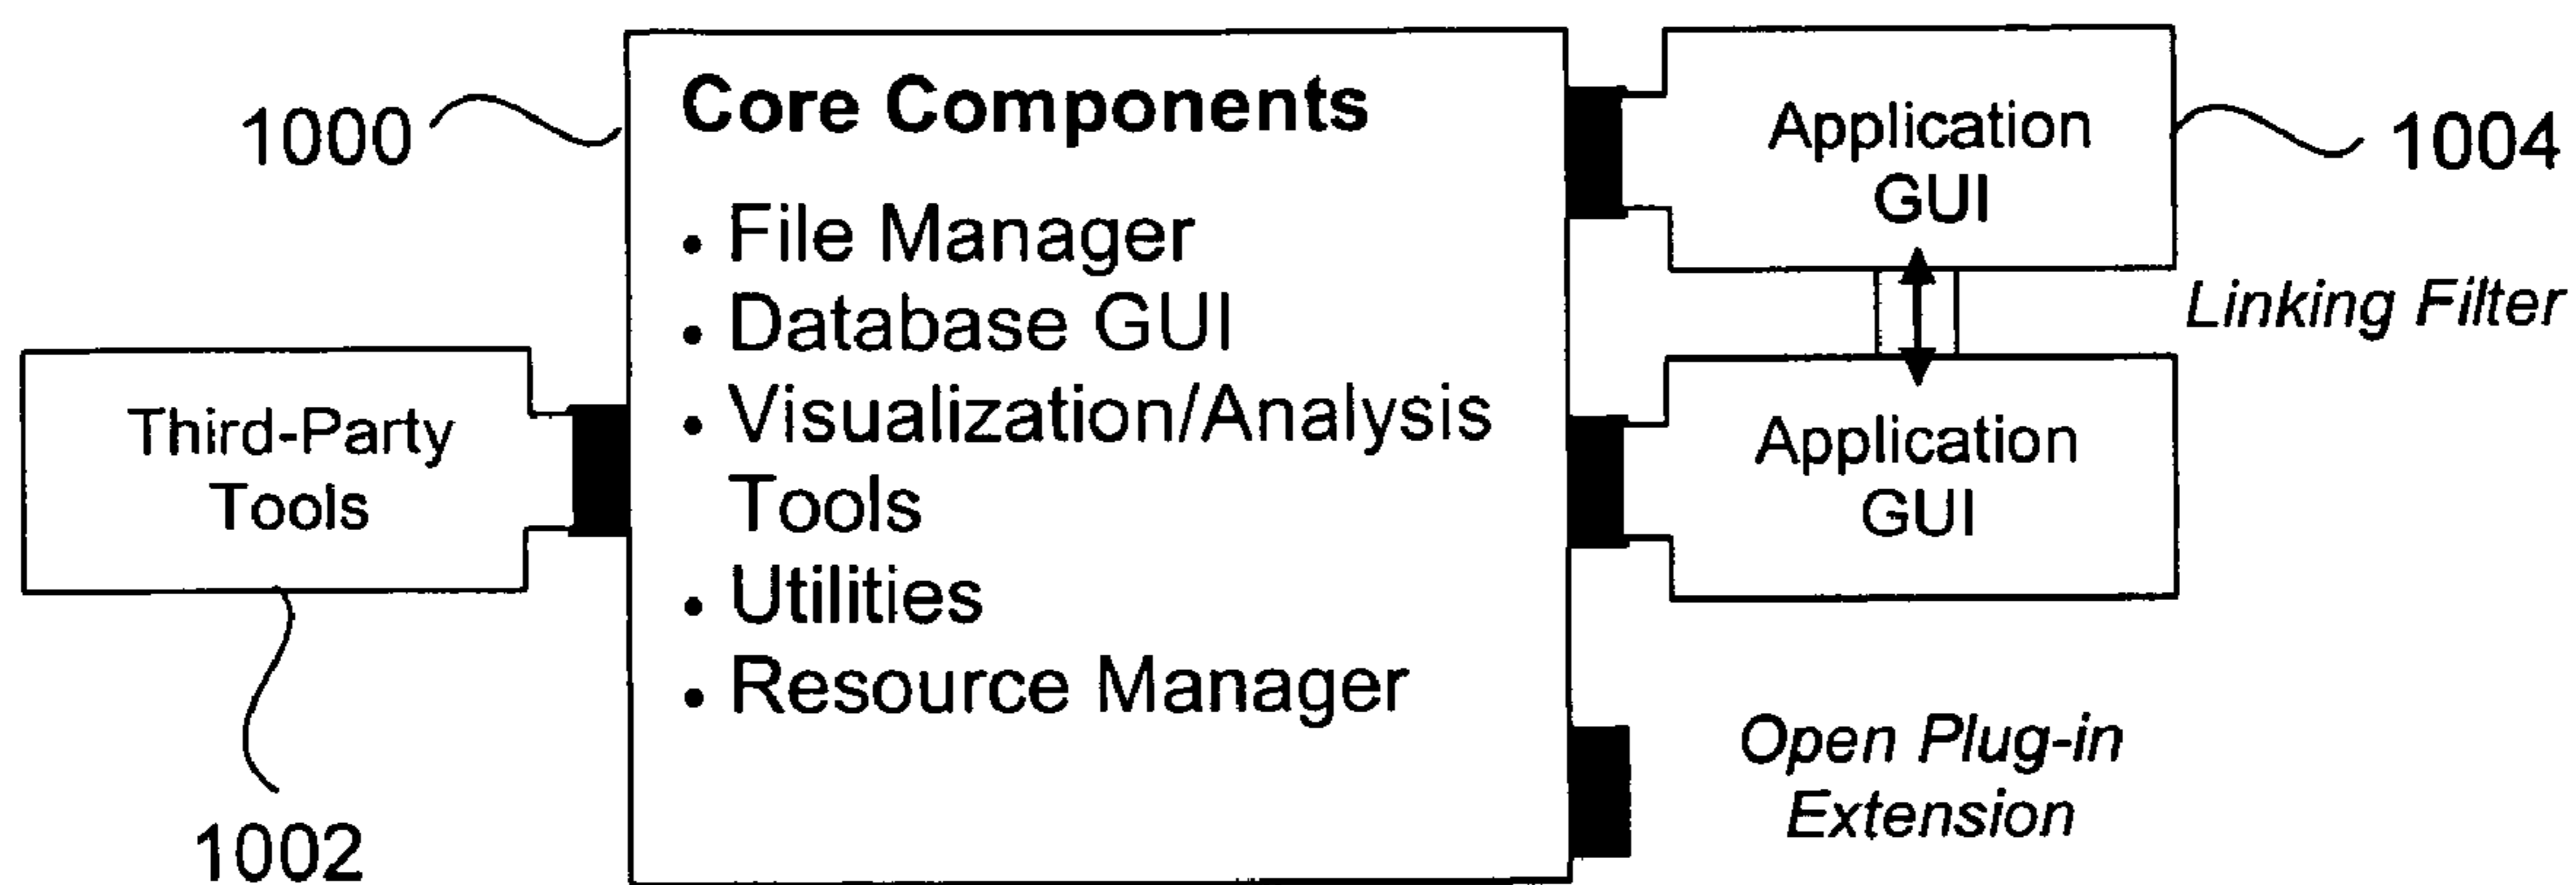 1000
Core Components
• File Manager
• Database GUI
• Visualization/Analysis
Tools
• Utilities
• Resource Manager
Third-Party
Tools
1002
Application
GUI
1004
Linking Filter
Application
GUI
Open Plug-in
Extension